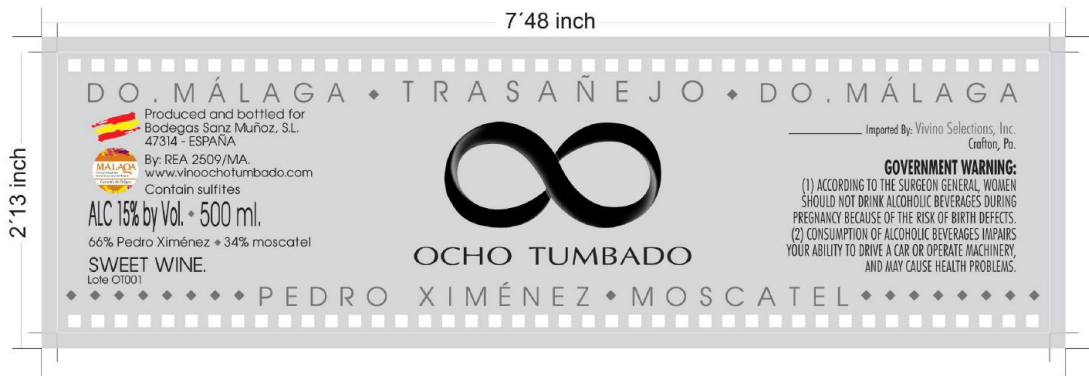 7´48 inch
2´13 inch
DO. MÁLAGA ◆ TRASAÑEJO ◆ DO. MÁLAGA
Produced and bottled for
Bodegas Sanz Muñoz, S.L.
47314 - ESPAÑA
MÁLAGA
By: REA 2509/MA.
www.vinoochotumbado.com
Contain sulfites
ALC 15% by Vol. ◆ 500 ml.
66% Pedro Ximénez ◆ 34% moscatel
SWEET WINE.
Lote OT001
OCHO TUMBADO
Imported By: Vivino Selections, Inc.
Crafton, Pa.
GOVERNMENT WARNING:
(1) ACCORDING TO THE SURGEON GENERAL, WOMEN
SHOULD NOT DRINK ALCOHOLIC BEVERAGES DURING
PREGNANCY BECAUSE OF THE RISK OF BIRTH DEFECTS.
(2) CONSUMPTION OF ALCOHOLIC BEVERAGES IMPAIRS
YOUR ABILITY TO DRIVE A CAR OR OPERATE MACHINERY,
AND MAY CAUSE HEALTH PROBLEMS.
PEDRO XIMÉNEZ ◆ MOSCATEL